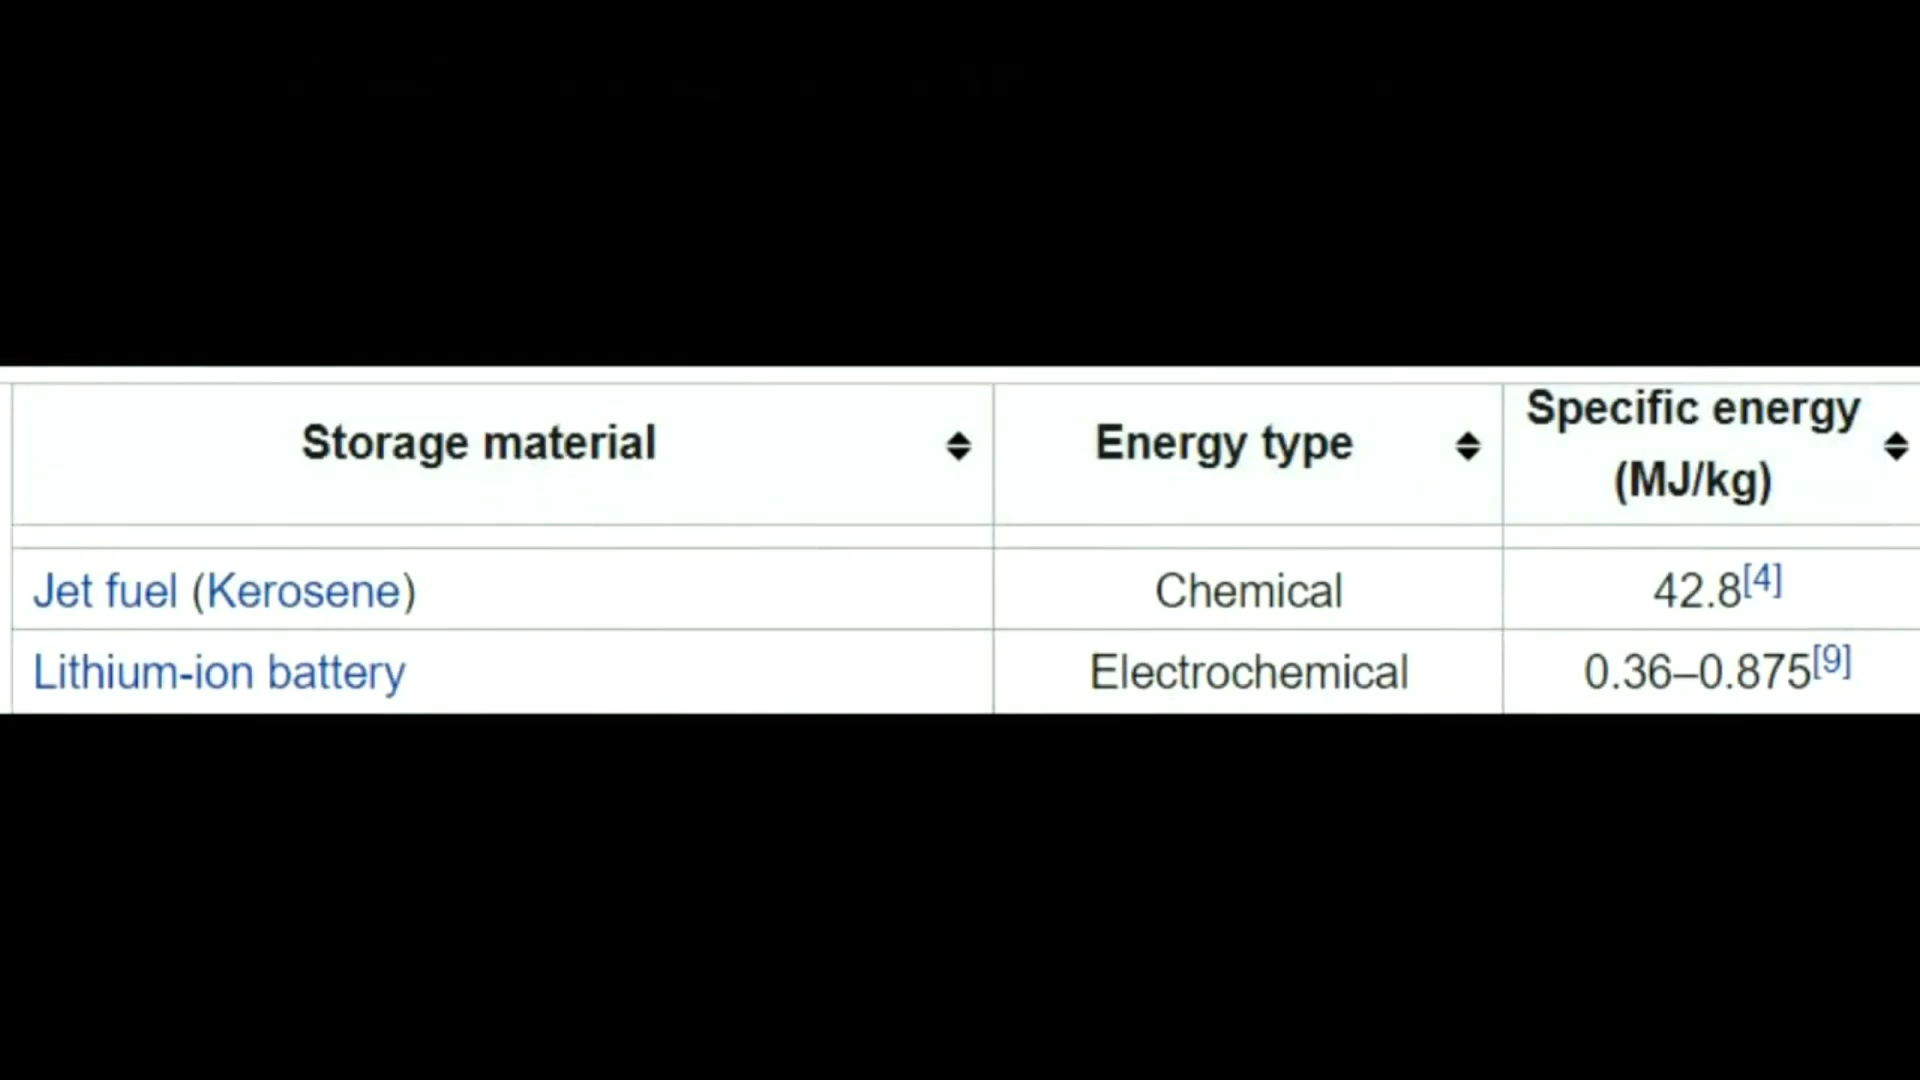 Storage material Energy type Specific energy (MJ/kg)
Jet fuel (Kerosene) Chemical 42.8[4]
Lithium-ion battery Electrochemical 0.36–0.875[9]